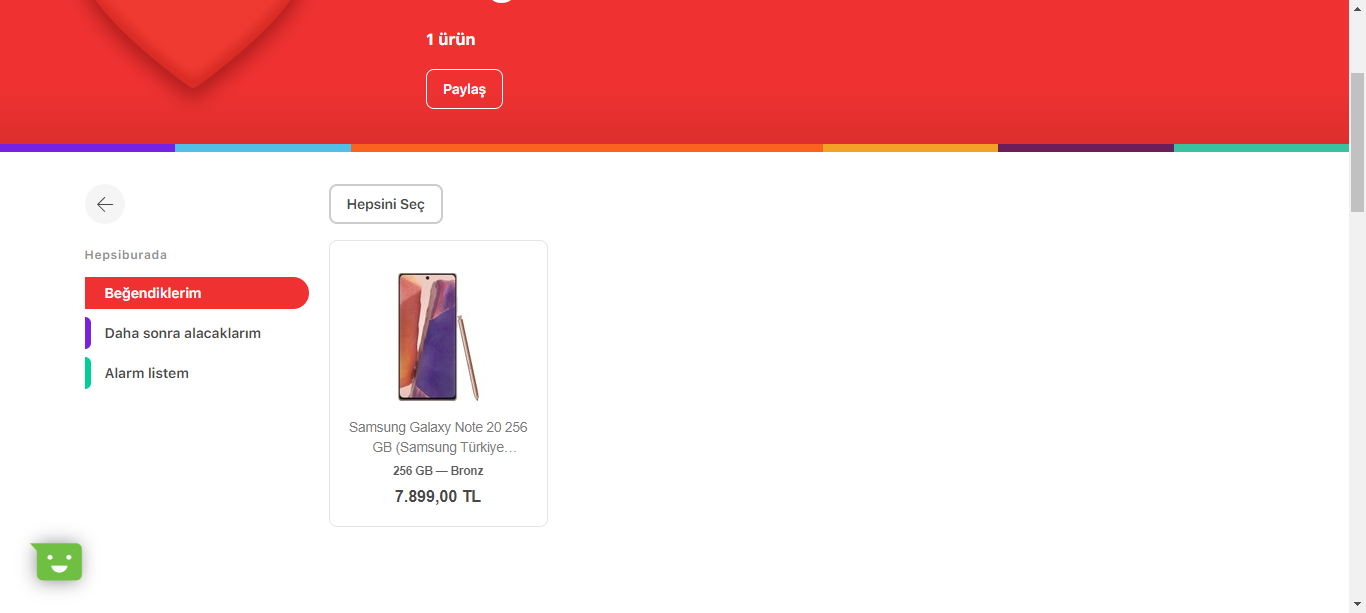 1 ürün
Paylaş
Hepsini Seç
Hepsiburada
Beğendiklerim
Daha sonra alacaklarım
Alarm listem
Samsung Galaxy Note 20 256
GB (Samsung Türkiye…
256 GB — Bronz
7.899,00 TL